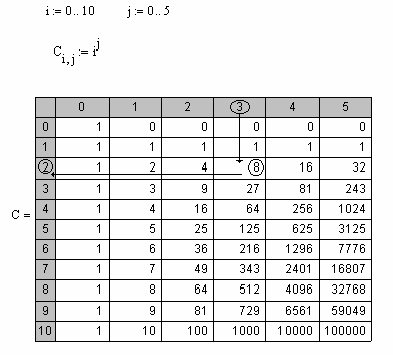 i := 0.. 10 j := 0.. 5
C i, j := i^j
0 1 2 3 4 5
0 1 0 0 0 0 0
1 1 1 1 1 1 1
2 1 2 4 8 16 32
3 1 3 9 27 81 243
C = 4 1 4 16 64 256 1024
5 1 5 25 125 625 3125
6 1 6 36 216 1296 7776
7 1 7 49 343 2401 16807
8 1 8 64 512 4096 32768
9 1 9 81 729 6561 59049
10 1 10 100 1000 10000 100000